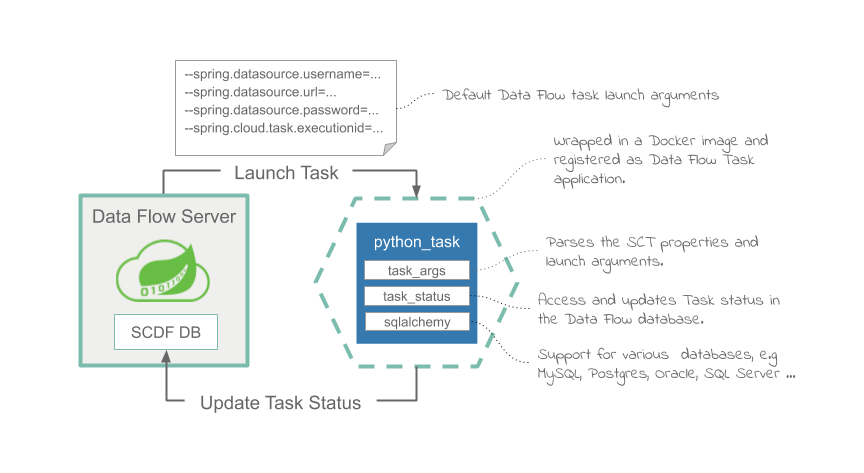 --spring.datasource.username=...
--spring.datasource.url=...
--spring.datasource.password=...
--spring.cloud.task.executionid=...
Default Data Flow task launch arguments
Launch Task
Wrapped in a Docker image and
registered as Data Flow Task
application.
Data Flow Server
010110
SCDF DB
python_task
task_args
task_status
sqlalchemy
Parses the SCT properties and
launch arguments.
Access and updates Task status in
the Data Flow database.
Support for various databases, e.g
MySQL, Postgres, Oracle, SQL Server ...
Update Task Status